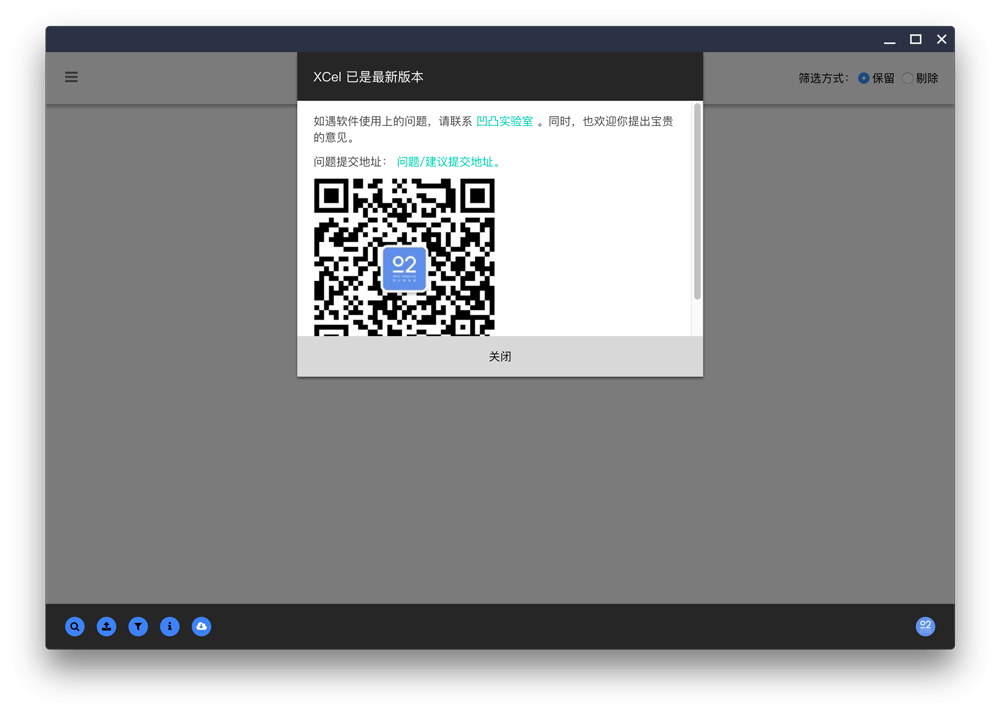 XCel 已是最新版本
筛选方式： 保留 剔除
如遇软件使用上的问题，请联系 凹凸实验室 。同时，也欢迎你提出宝贵
的意见。
问题提交地址： 问题/建议提交地址。
关闭